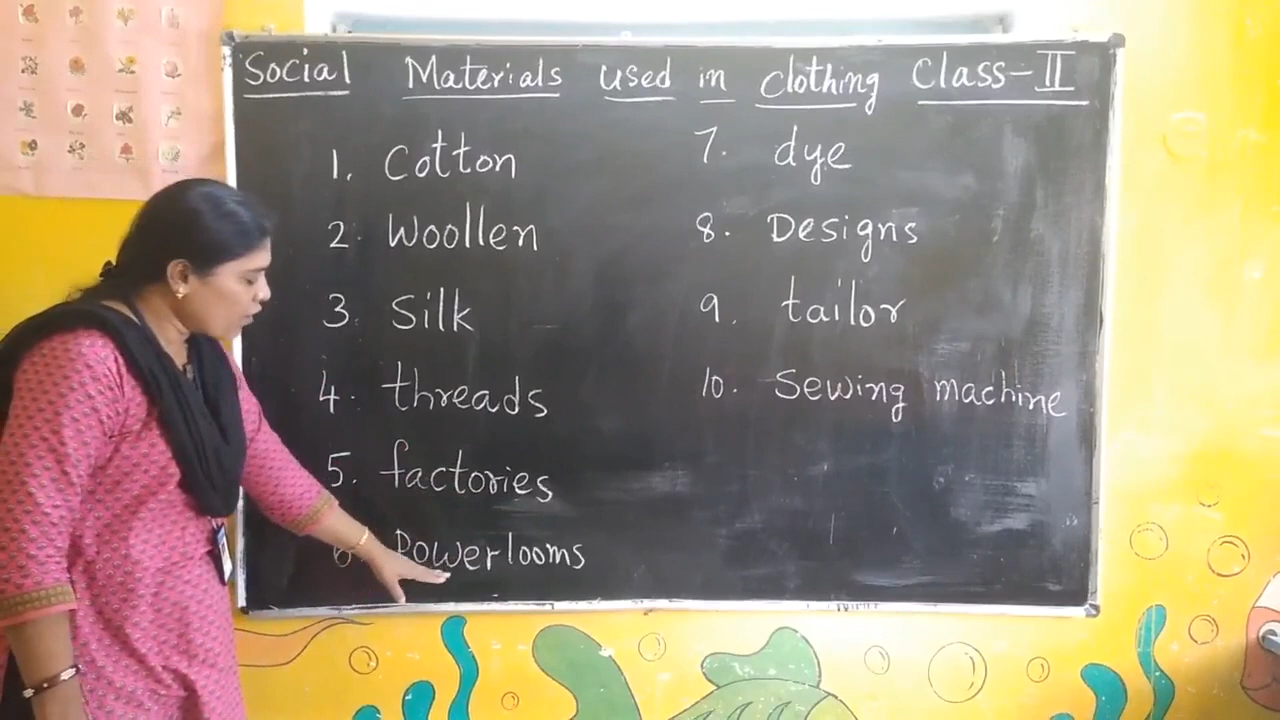 Social Materials used in clothing Class-II
1. Cotton
2. Woollen
3. Silk
4. threads
5. factories
6. Powerlooms
7. dye
8. Designs
9. tailor
10. Sewing machine